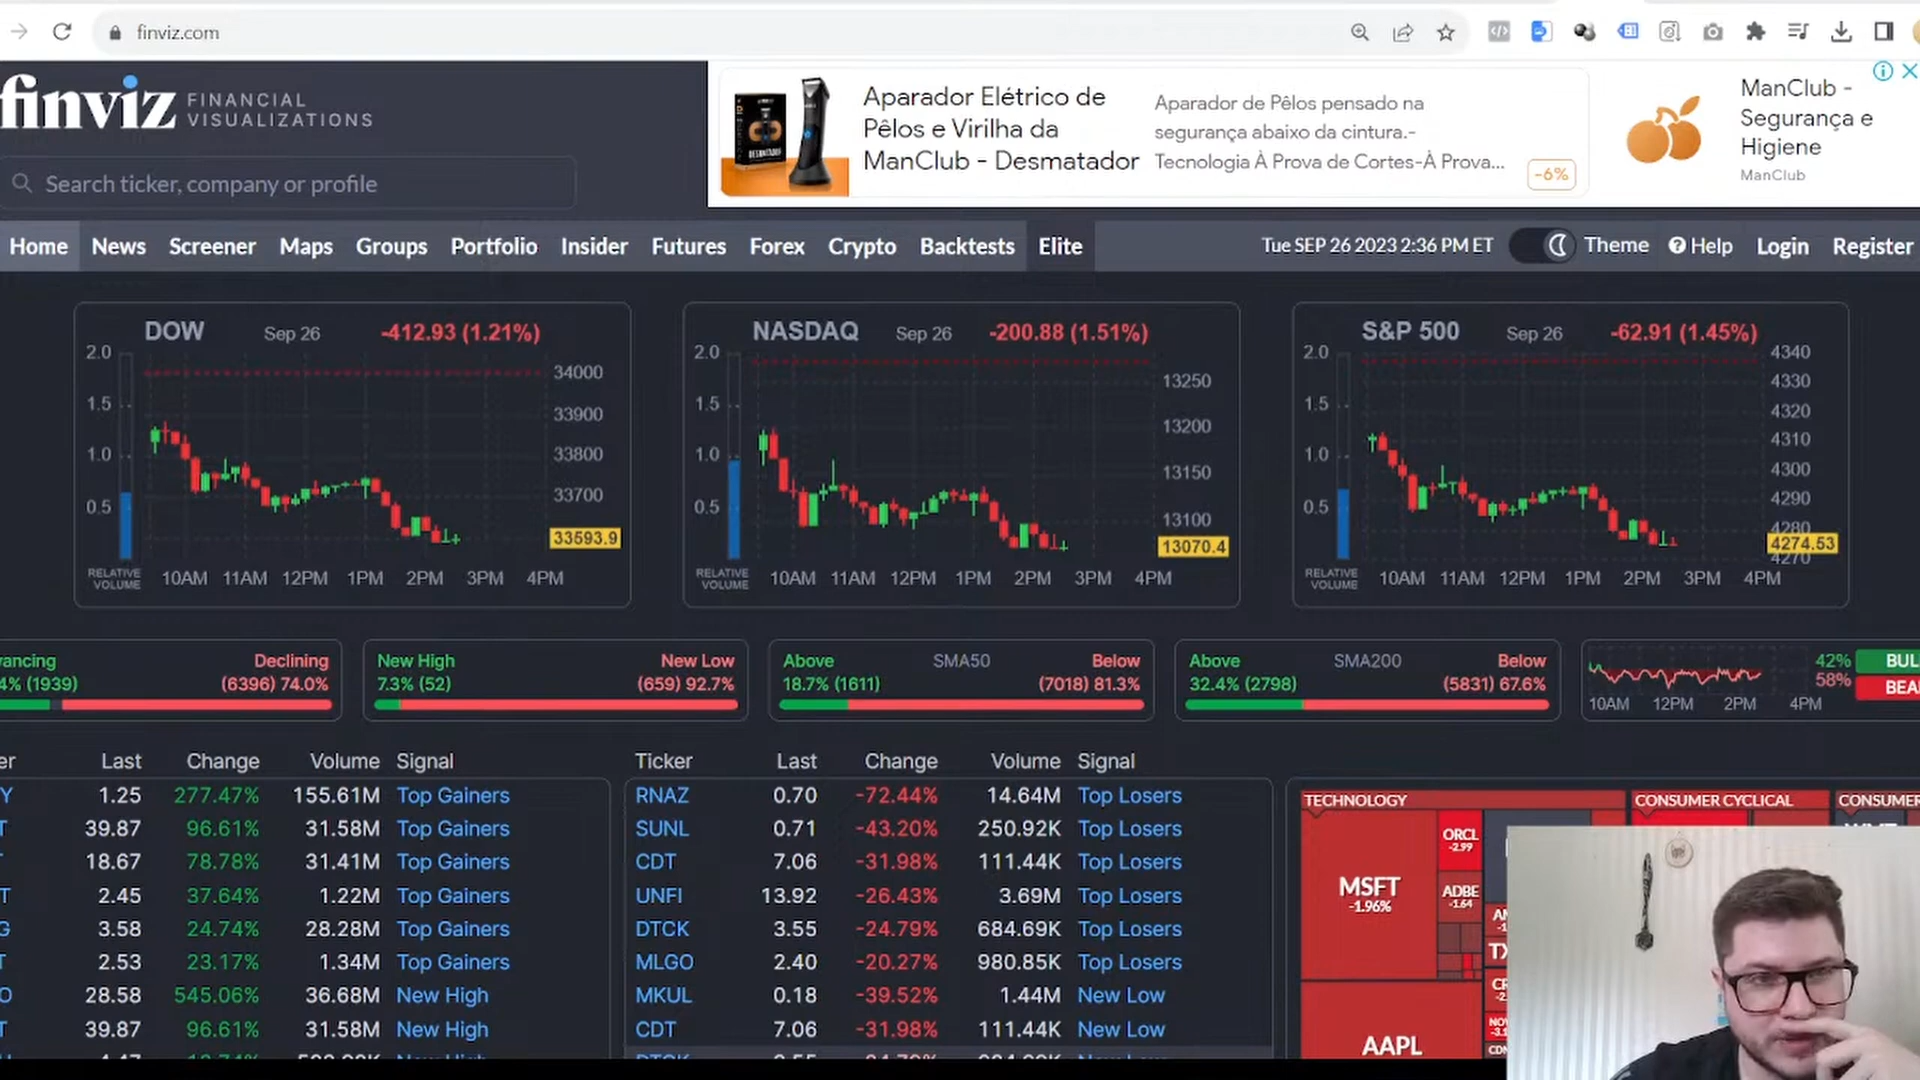 finviz.com
finviz FINANCIAL
VISUALIZATIONS
Search ticker, company or profile
Aparador Elétrico de
Pêlos e Virilha da
ManClub - Desmatador
Aparador de Pêlos pensado na
segurança abaixo da cintura.-
Tecnologia À Prova de Cortes-À Prova...
-6%
ManClub -
Segurança e
Higiene
ManClub
Home News Screener Maps Groups Portfolio Insider Futures Forex Crypto Backtests Elite
Tue SEP 26 2023 2:36 PM ET Theme Help Login Register
DOW Sep 26 -412.93 (1.21%)
2.0
1.5
1.0
0.5
34000
33900
33800
33700
33593.9
RELATIVE
VOLUME
10AM 11AM 12PM 1PM 2PM 3PM 4PM
NASDAQ Sep 26 -200.88 (1.51%)
2.0
1.5
1.0
0.5
13250
13200
13150
13100
13070.4
RELATIVE
VOLUME
10AM 11AM 12PM 1PM 2PM 3PM 4PM
S&P 500 Sep 26 -62.91 (1.45%)
2.0
1.5
1.0
0.5
4340
4330
4320
4310
4300
4290
4280
4274.53
4270
RELATIVE
VOLUME
10AM 11AM 12PM 1PM 2PM 3PM 4PM
vancing Declining
4% (1939) (6396) 74.0%
New High New Low
7.3% (52) (659) 92.7%
Above SMA50 Below
18.7% (1611) (7018) 81.3%
Above SMA200 Below
32.4% (2798) (5831) 67.6%
42% BUL
58% BEA
10AM 12PM 2PM 4PM
er Last Change Volume Signal
Y 1.25 277.47% 155.61M Top Gainers
T 39.87 96.61% 31.58M Top Gainers
18.67 78.78% 31.41M Top Gainers
T 2.45 37.64% 1.22M Top Gainers
G 3.58 24.74% 28.28M Top Gainers
T 2.53 23.17% 1.34M Top Gainers
O 28.58 545.06% 36.68M New High
T 39.87 96.61% 31.58M New High
Ticker Last Change Volume Signal
RNAZ 0.70 -72.44% 14.64M Top Losers
SUNL 0.71 -43.20% 250.92K Top Losers
CDT 7.06 -31.98% 111.44K Top Losers
UNFI 13.92 -26.43% 3.69M Top Losers
DTCK 3.55 -24.79% 684.69K Top Losers
MLGO 2.40 -20.27% 980.85K Top Losers
MKUL 0.18 -39.52% 1.44M New Low
CDT 7.06 -31.98% 111.44K New Low
TECHNOLOGY CONSUMER CYCLICAL CONSUMER
MSFT
-1.96%
ORCL
-2.99
ADBE
-1.64
AAPL